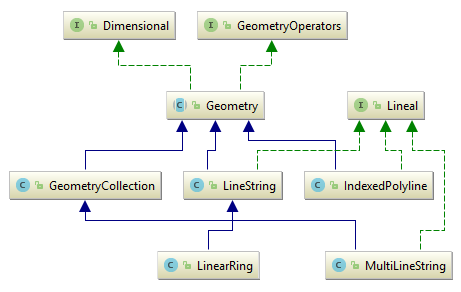 Dimensional
GeometryOperators
Geometry
Lineal
GeometryCollection
LineString
IndexedPolyline
LinearRing
MultiLineString